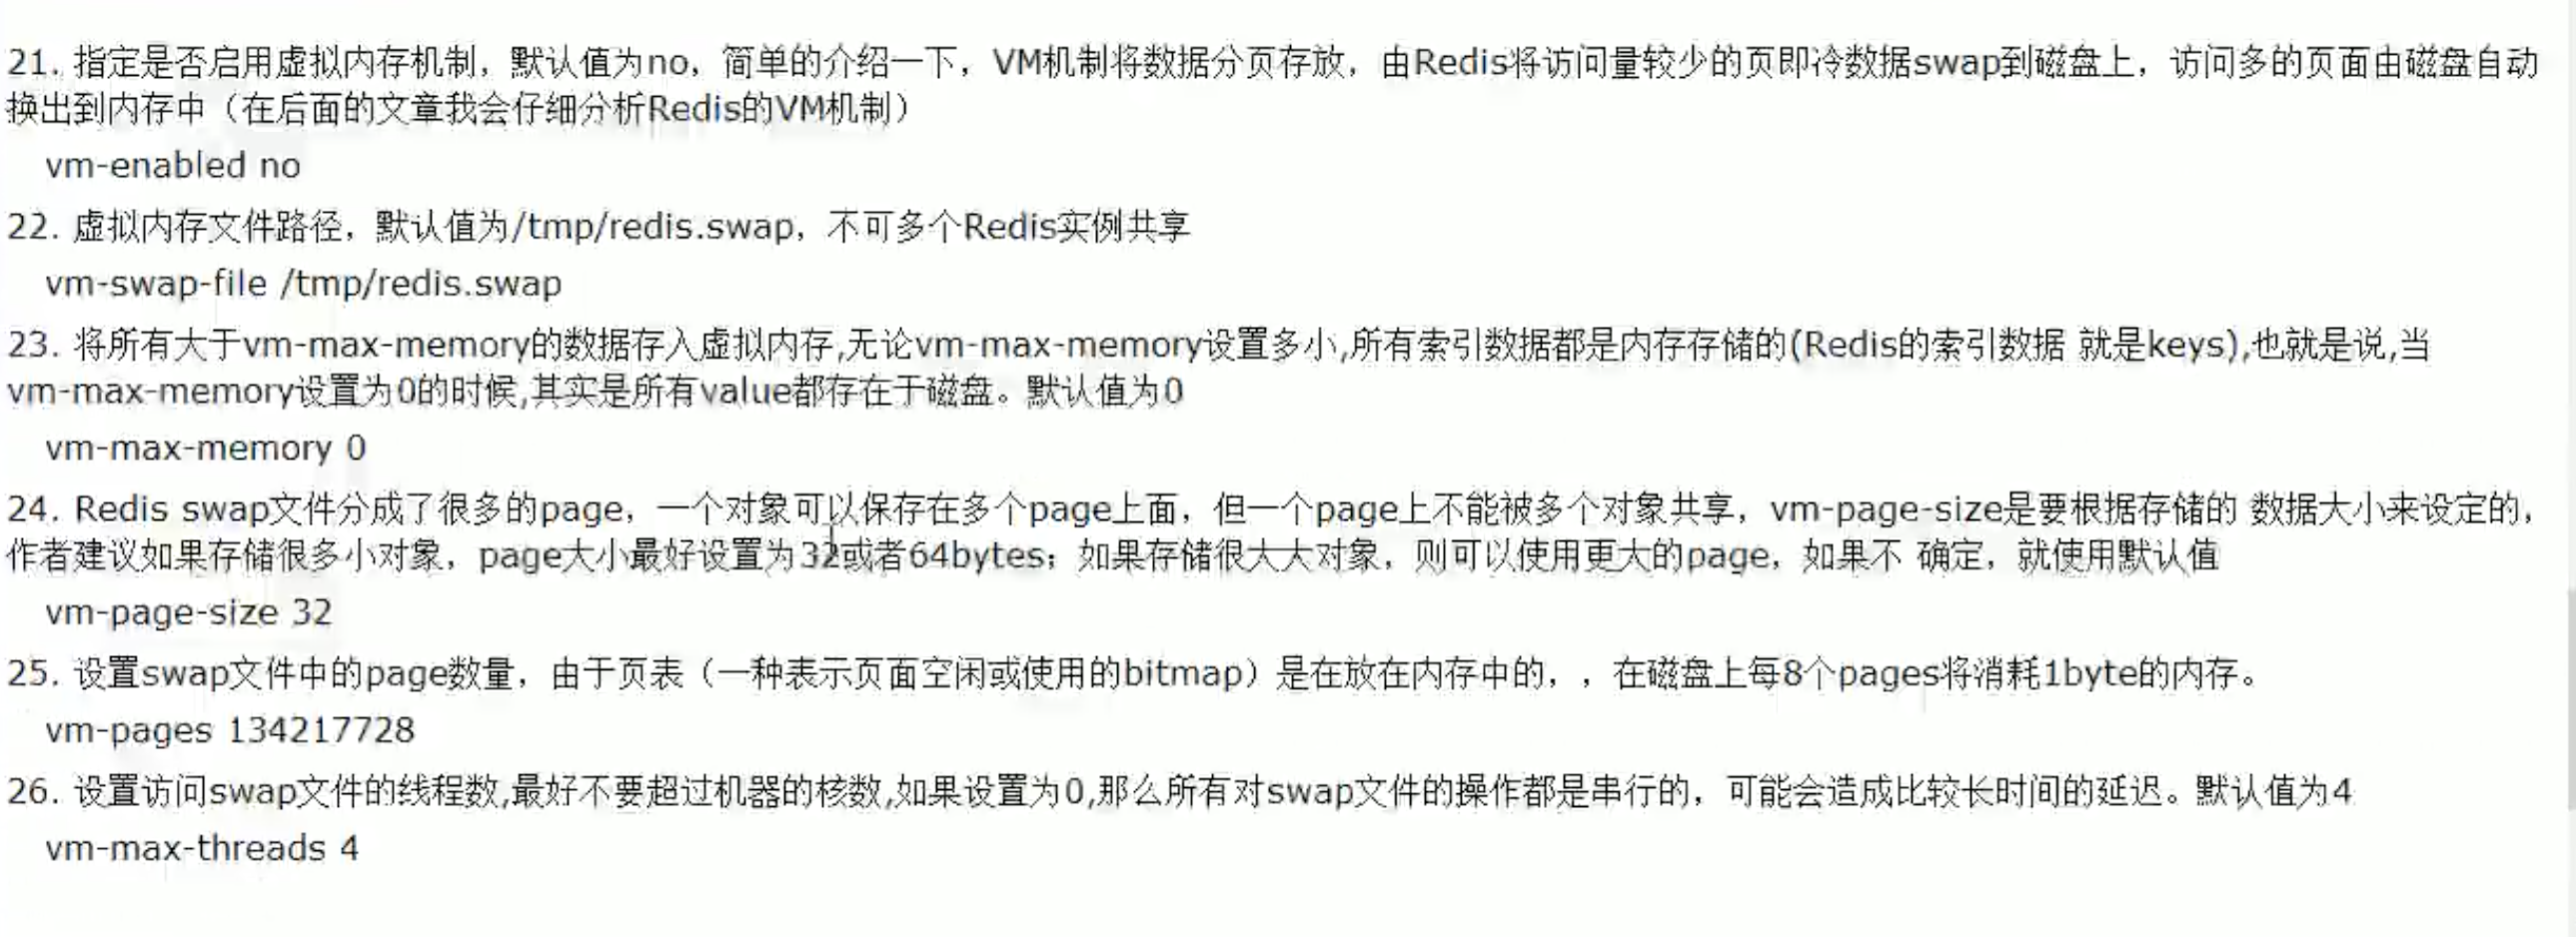 21. 指定是否启用虚拟内存机制，默认值为no，简单的介绍一下，VM机制将数据分页存放，由Redis将访问量较少的页即冷数据swap到磁盘上，访问多的页面由磁盘自动
换出到内存中（在后面的文章我会仔细分析Redis的VM机制）
vm-enabled no
22. 虚拟内存文件路径，默认值为/tmp/redis.swap，不可多个Redis实例共享
vm-swap-file /tmp/redis.swap
23. 将所有大于vm-max-memory的数据存入虚拟内存,无论vm-max-memory设置多小,所有索引数据都是内存存储的(Redis的索引数据 就是keys),也就是说,当
vm-max-memory设置为0的时候,其实是所有value都存在于磁盘。默认值为0
vm-max-memory 0
24. Redis swap文件分成了很多的page，一个对象可以保存在多个page上面，但一个page上不能被多个对象共享，vm-page-size是要根据存储的 数据大小来设定的，
作者建议如果存储很多小对象，page大小最好设置为32或者64bytes；如果存储很大大对象，则可以使用更大的page，如果不 确定，就使用默认值
vm-page-size 32
25. 设置swap文件中的page数量，由于页表（一种表示页面空闲或使用的bitmap）是在放在内存中的，，在磁盘上每8个pages将消耗1byte的内存。
vm-pages 134217728
26. 设置访问swap文件的线程数,最好不要超过机器的核数,如果设置为0,那么所有对swap文件的操作都是串行的，可能会造成比较长时间的延迟。默认值为4
vm-max-threads 4